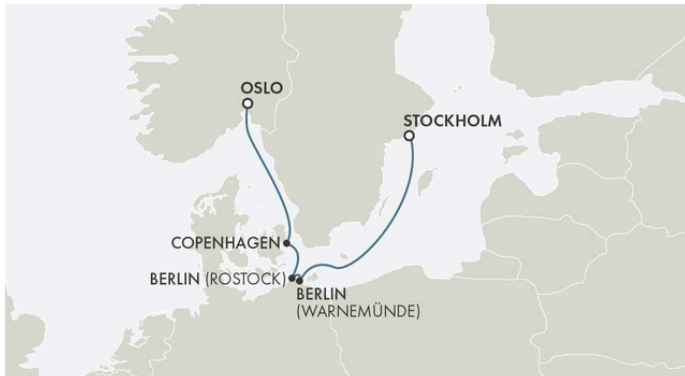 OSLO
STOCKHOLM
COPENHAGEN
BERLIN (ROSTOCK)
BERLIN
(WARNEMÜNDE)